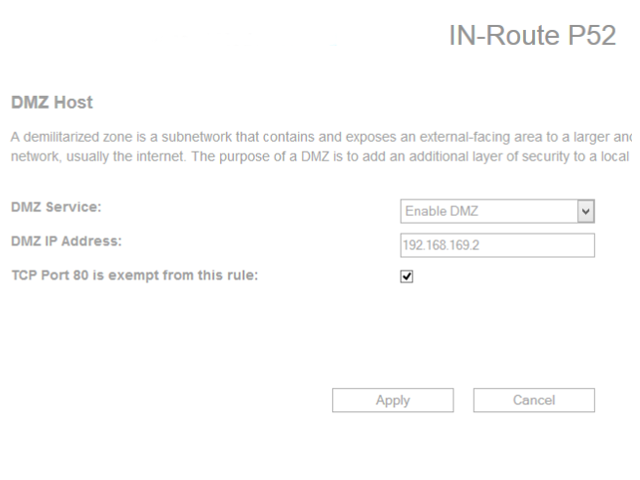 IN-Route P52
DMZ Host
A demilitarized zone is a subnetwork that contains and exposes an external-facing area to a larger and
network, usually the internet. The purpose of a DMZ is to add an additional layer of security to a local
DMZ Service:
Enable DMZ
DMZ IP Address:
192.168.169.2
TCP Port 80 is exempt from this rule:
Apply
Cancel